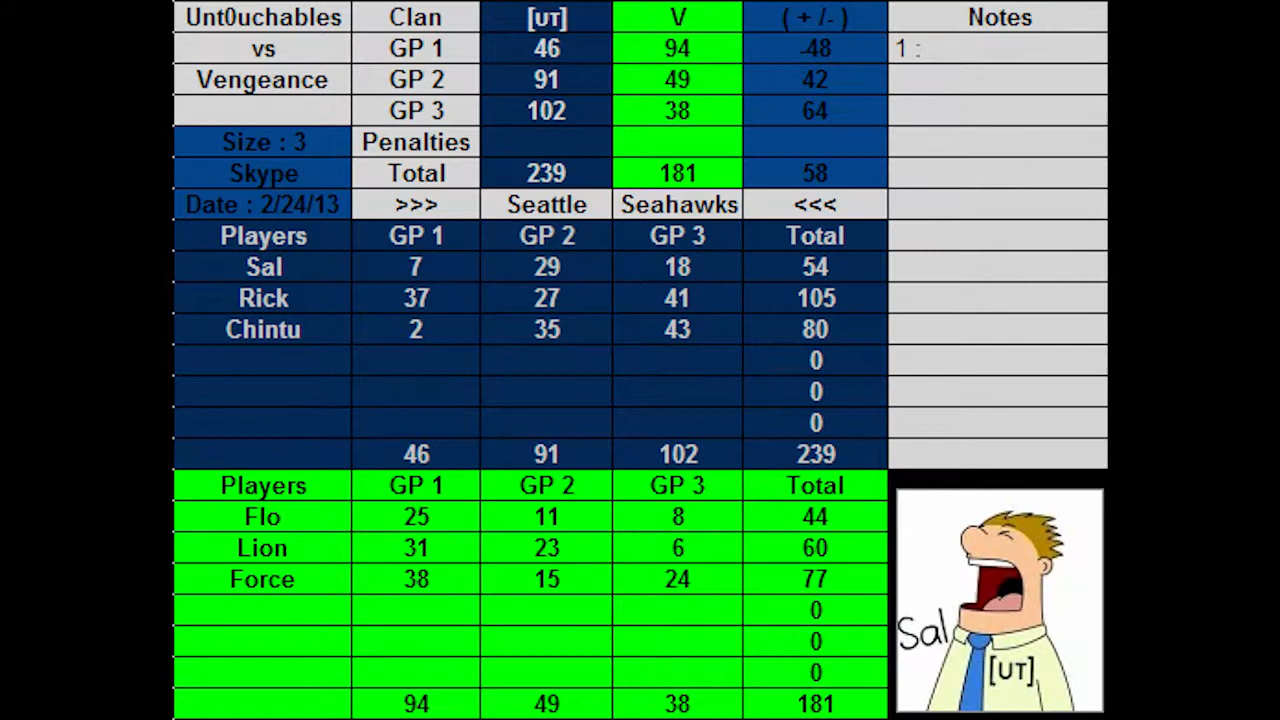 Unt0uchables Clan [UT] V ( + /- ) Notes
vs GP 1 46 94 -48 1 :
Vengeance GP 2 91 49 42
GP 3 102 38 64
Size : 3 Penalties
Skype Total 239 181 58
Date : 2/24/13 >>> Seattle Seahawks <<<
Players GP 1 GP 2 GP 3 Total
Sal 7 29 18 54
Rick 37 27 41 105
Chintu 2 35 43 80
0
0
0
46 91 102 239
Players GP 1 GP 2 GP 3 Total
Flo 25 11 8 44
Lion 31 23 6 60
Force 38 15 24 77
0
0
0
94 49 38 181
Sal
[UT]